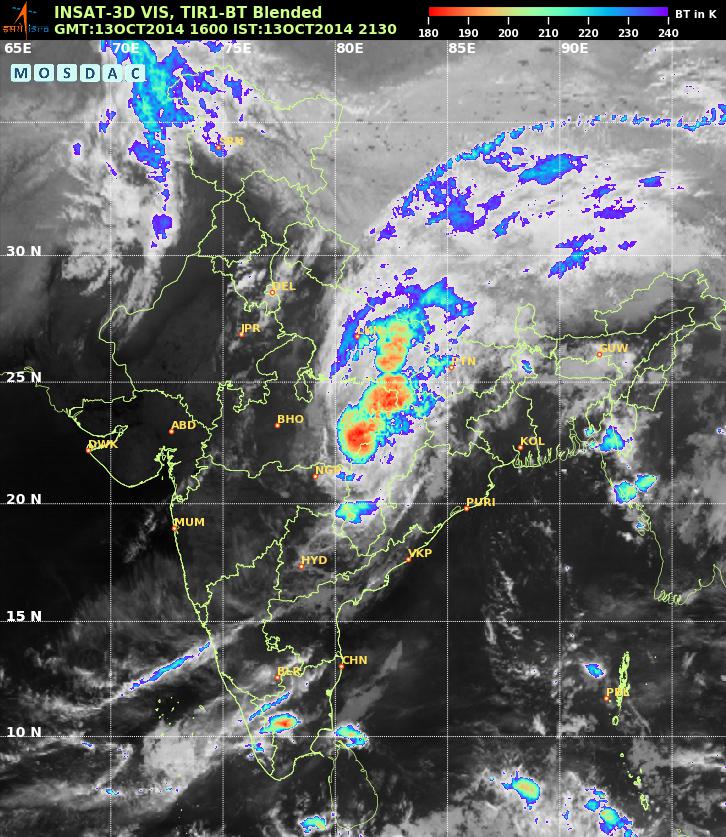 INSAT-3D VIS, TIR1-BT Blended
GMT:13OCT2014 1600 IST:13OCT2014 2130
BT in K
180 190 200 210 220 230 240
65E 70E 75E 80E 85E 90E
MOSDAC
30 N
DEL
JPR
GUW
PTN
25 N
ABD
BHO
DWK
KOL
NGP
20 N
PURI
MUM
VKP
HYD
15 N
CHN
BLR
PBL
10 N